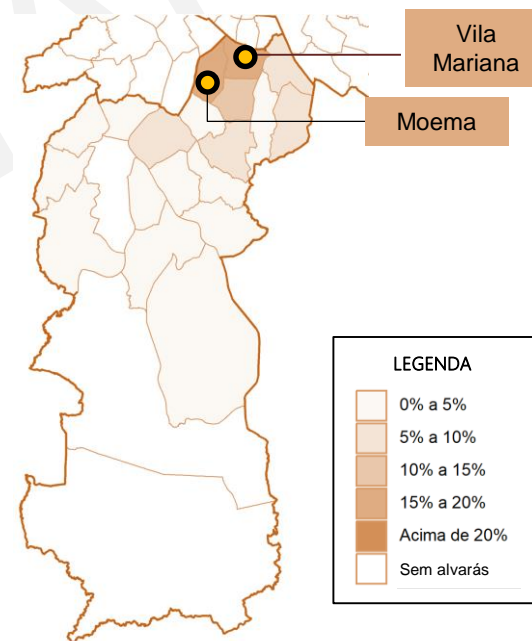 Vila
Mariana
Moema
LEGENDA
0% a 5%
5% a 10%
10% a 15%
15% a 20%
Acima de 20%
Sem alvarás